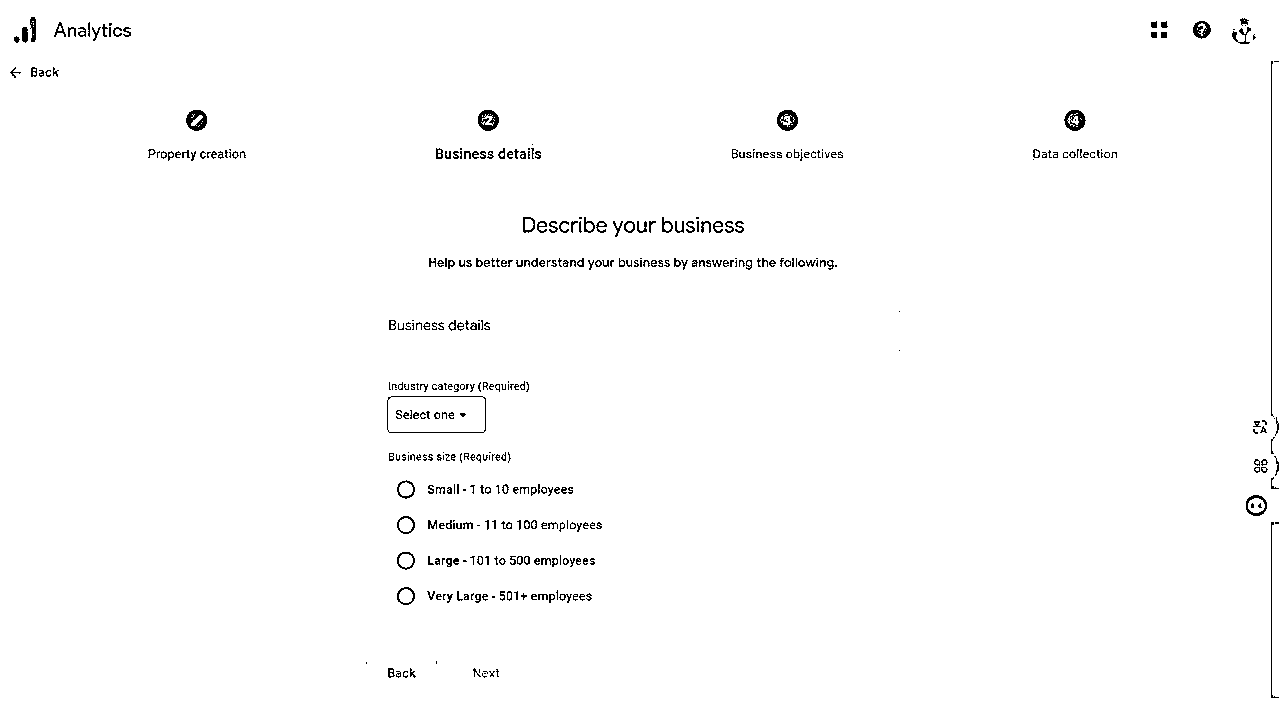 Analytics
Back
2 3 4
Property creation Business details Business objectives Data collection
Describe your business
Help us better understand your business by answering the following.
Business details
Industry category (Required)
Select one
Business size (Required)
Small - 1 to 10 employees
Medium - 11 to 100 employees
Large - 101 to 500 employees
Very Large - 501+ employees
Back Next